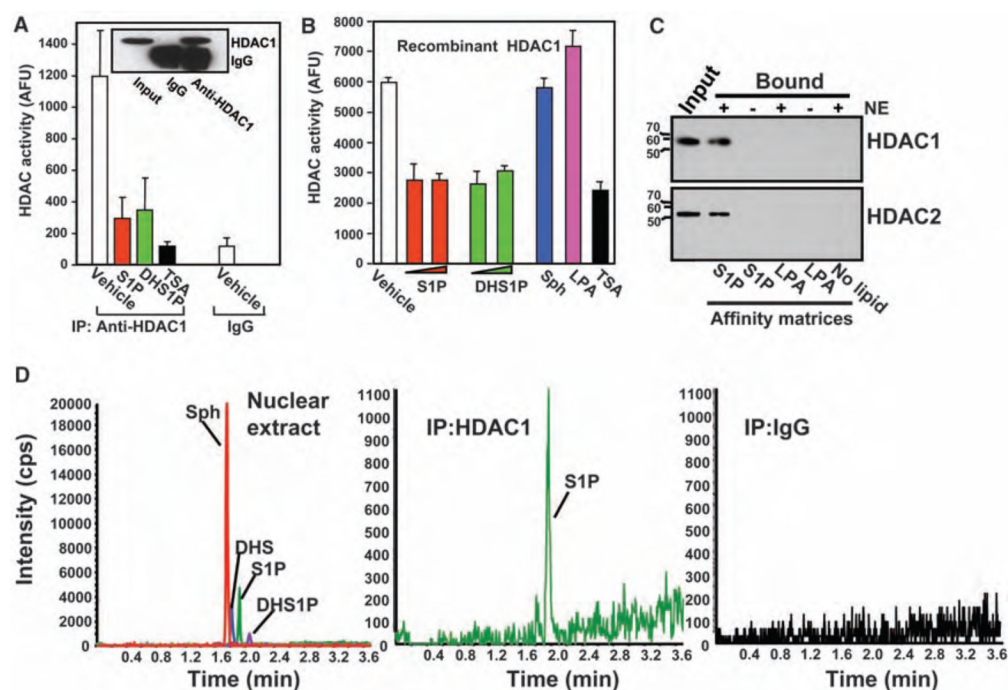 A
HDAC activity (AFU)
1400
1200
1000
800
600
400
200
0
HDAC1
IgG
Input
IgG
Anti-HDAC1
Vehicle
S1P
DHS1P
TSA
Vehicle
IP: Anti-HDAC1
IgG
B
Recombinant HDAC1
HDAC activity (AFU)
8000
7000
6000
5000
4000
3000
2000
1000
0
Vehicle
S1P
DHS1P
Sph
LPA
TSA
C
Bound
Input
+ - + - + NE
70
60
50
HDAC1
70
60
50
HDAC2
S1P
S1P
LPA
LPA
No lipid
Affinity matrices
D
Intensity (cps)
20000
18000
16000
14000
12000
10000
8000
6000
4000
2000
0
Sph
Nuclear
extract
DHS
S1P
DHS1P
0.4 0.8 1.2 1.6 2.0 2.4 2.8 3.2 3.6
Time (min)
1100
1000
900
800
700
600
500
400
300
200
100
0
IP:HDAC1
S1P
0.4 0.8 1.2 1.6 2.0 2.4 2.8 3.2 3.6
Time (min)
1100
1000
900
800
700
600
500
400
300
200
100
0
IP:IgG
0.4 0.8 1.2 1.6 2.0 2.4 2.8 3.2 3.6
Time (min)